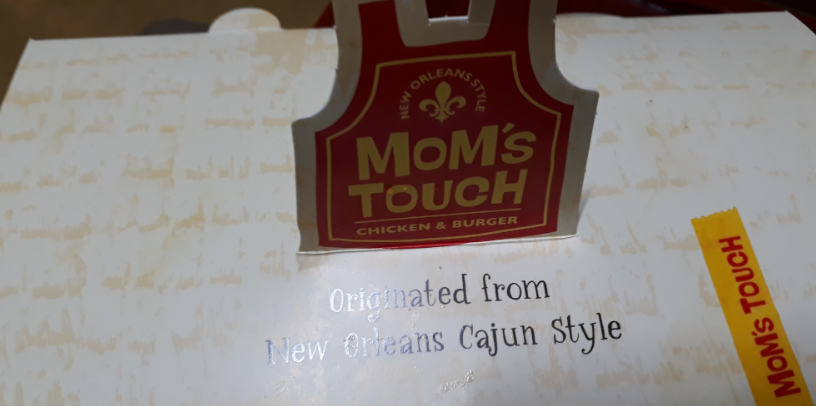 NEW ORLEANS STYLE
MOM'S
TOUCH
CHICKEN & BURGER
Originated from
New Orleans Cajun Style
MOM'S TOUCH